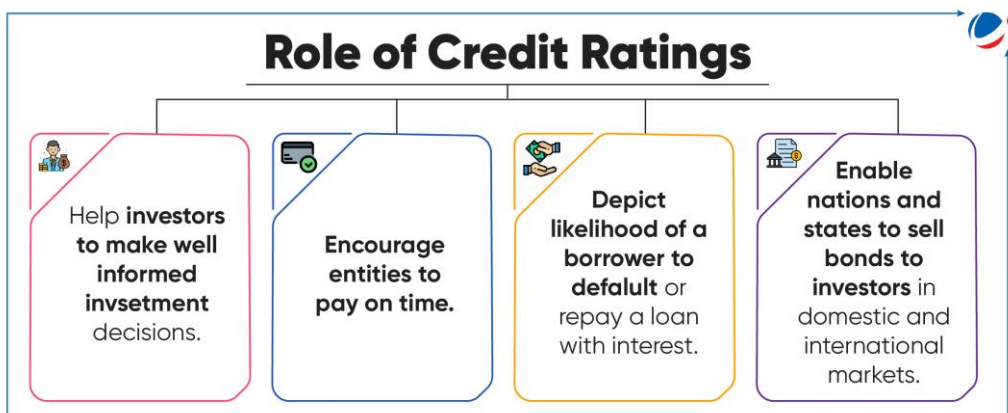 Role of Credit Ratings
Help investors
to make well
informed
invsetment
decisions.
Encourage
entities to
pay on time.
Depict
likelihood of a
borrower to
defalult or
repay a loan
with interest.
Enable
nations and
states to sell
bonds to
investors in
domestic and
international
markets.